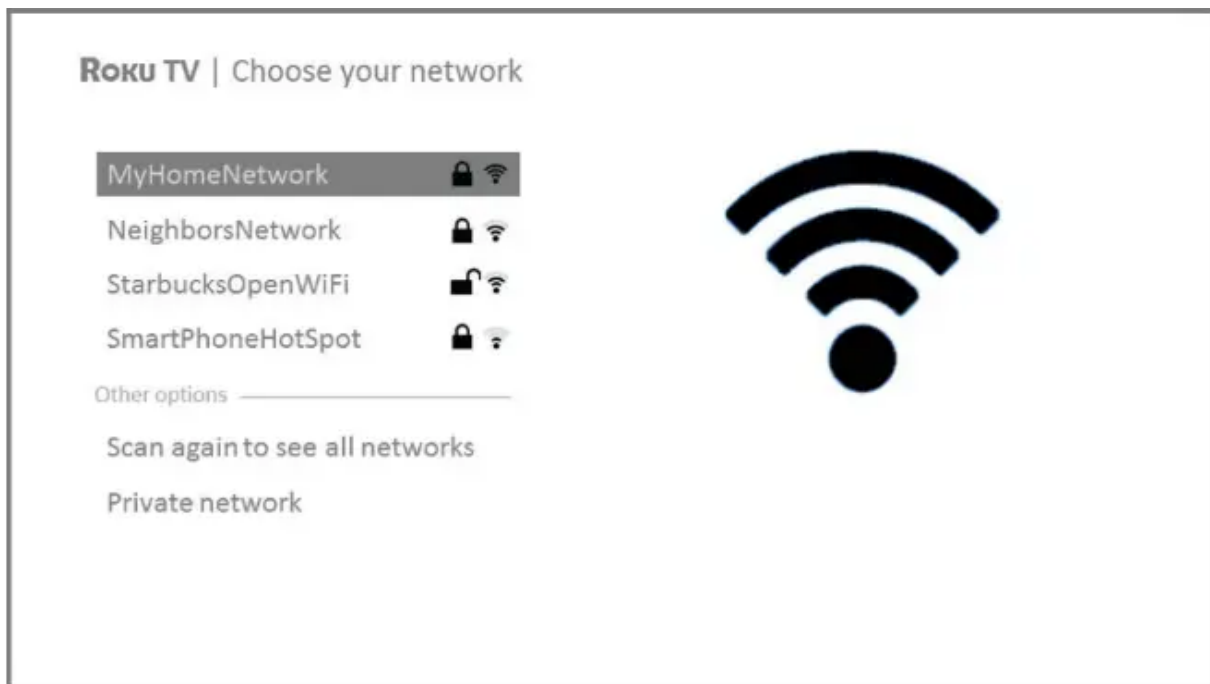 ROKU TV | Choose your network
MyHomeNetwork
NeighborsNetwork
StarbucksOpenWiFi
SmartPhoneHotSpot
Other options
Scan again to see all networks
Private network